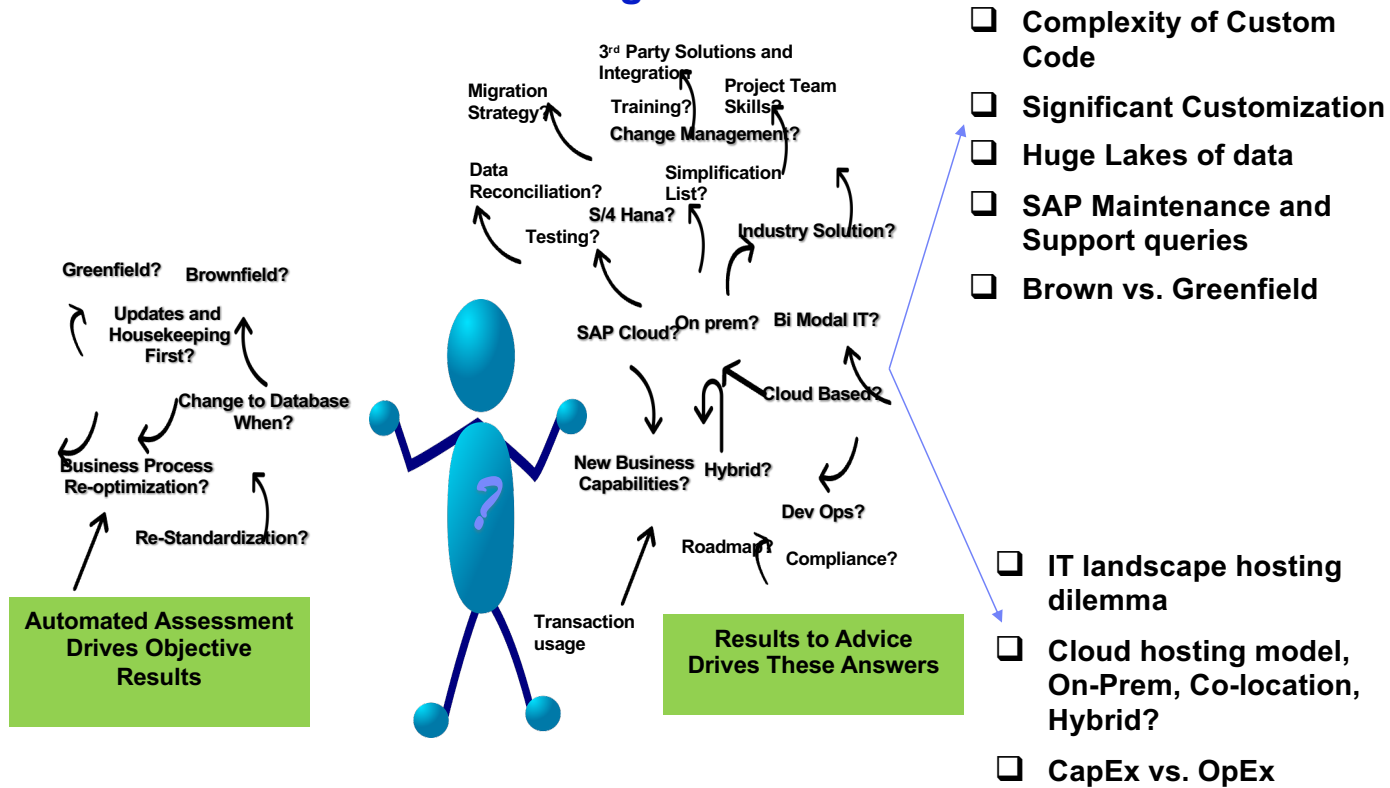 3rd Party Solutions and
Integration
Migration
Strategy?
Training?
Project Team
Skills?
Change Management?
Data
Reconciliation?
Simplification
List?
S/4 Hana?
Testing?
Industry Solution?
Greenfield?
Brownfield?
Updates and
Housekeeping
First?
SAP Cloud?
On prem?
Bi Modal IT?
Change to Database
When?
Cloud Based?
Business Process
Re-optimization?
New Business
Capabilities?
Hybrid?
Dev Ops?
Re-Standardization?
Roadmap?
Compliance?
?
Automated Assessment
Drives Objective
Results
Transaction
usage
Results to Advice
Drives These Answers
Complexity of Custom
Code
Significant Customization
Huge Lakes of data
SAP Maintenance and
Support queries
Brown vs. Greenfield
IT landscape hosting
dilemma
Cloud hosting model,
On-Prem, Co-location,
Hybrid?
CapEx vs. OpEx